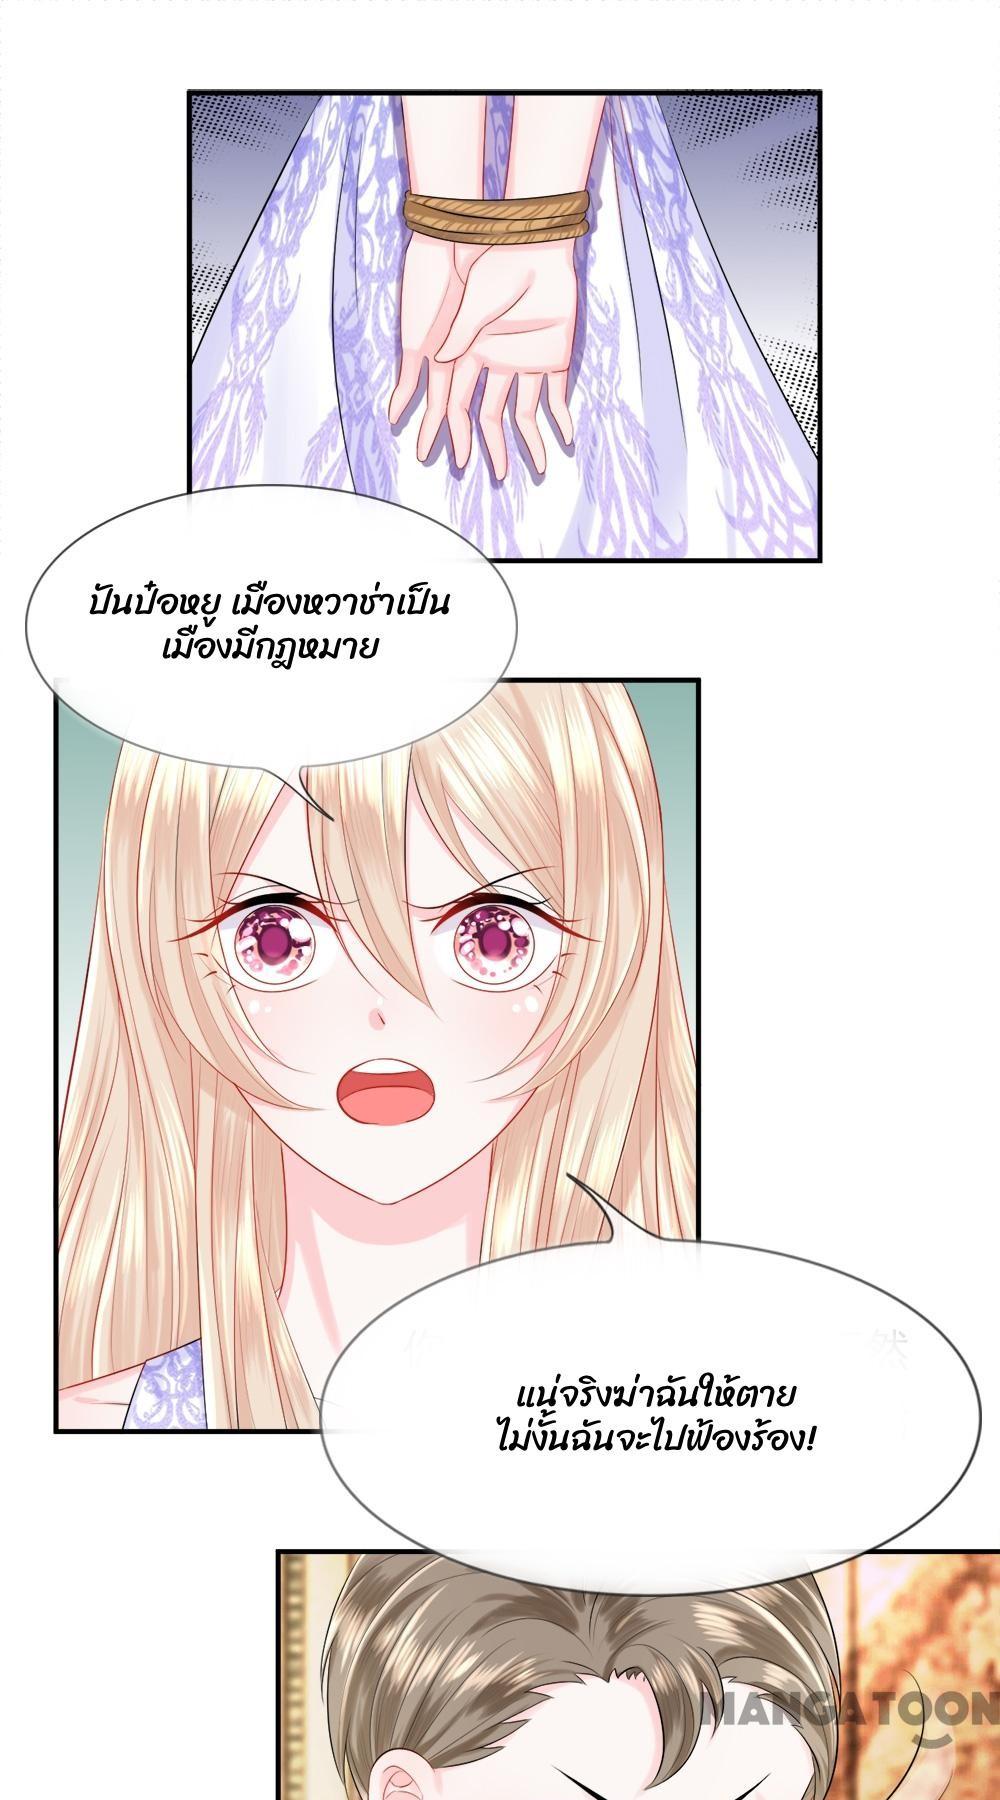 ปันป๋อหยู เมืองหวาซ่าเป็น
เมืองมีกฎหมาย
แน่จริงฆ่าฉันให้ตาย
ไม่งั้นฉันจะไปฟ้องร้อง!
MANGATOON